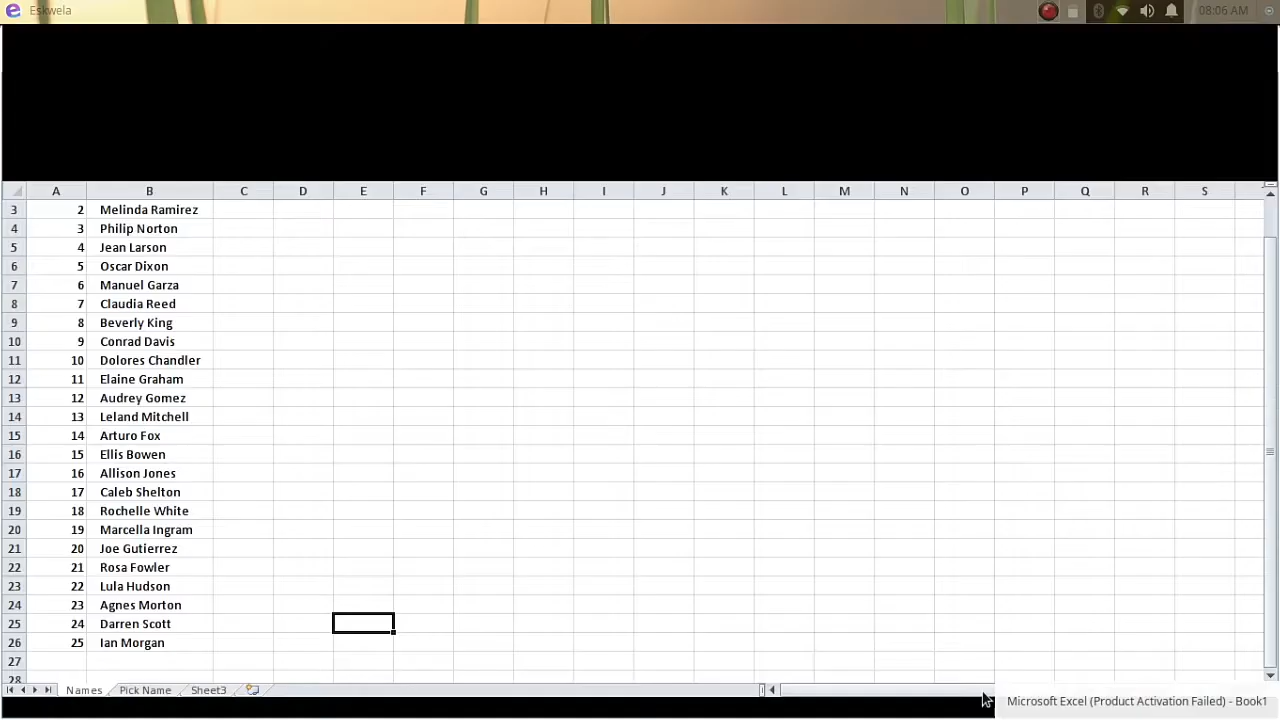 Eskwela 08:06 AM
A B C D E F G H I J K L M N O P Q R S
3 2 Melinda Ramirez
4 3 Philip Norton
5 4 Jean Larson
6 5 Oscar Dixon
7 6 Manuel Garza
8 7 Claudia Reed
9 8 Beverly King
10 9 Conrad Davis
11 10 Dolores Chandler
12 11 Elaine Graham
13 12 Audrey Gomez
14 13 Leland Mitchell
15 14 Arturo Fox
16 15 Ellis Bowen
17 16 Allison Jones
18 17 Caleb Shelton
19 18 Rochelle White
20 19 Marcella Ingram
21 20 Joe Gutierrez
22 21 Rosa Fowler
23 22 Lula Hudson
24 23 Agnes Morton
25 24 Darren Scott
26 25 Ian Morgan
27
28
Names Pick Name Sheet3
Microsoft Excel (Product Activation Failed) - Book1